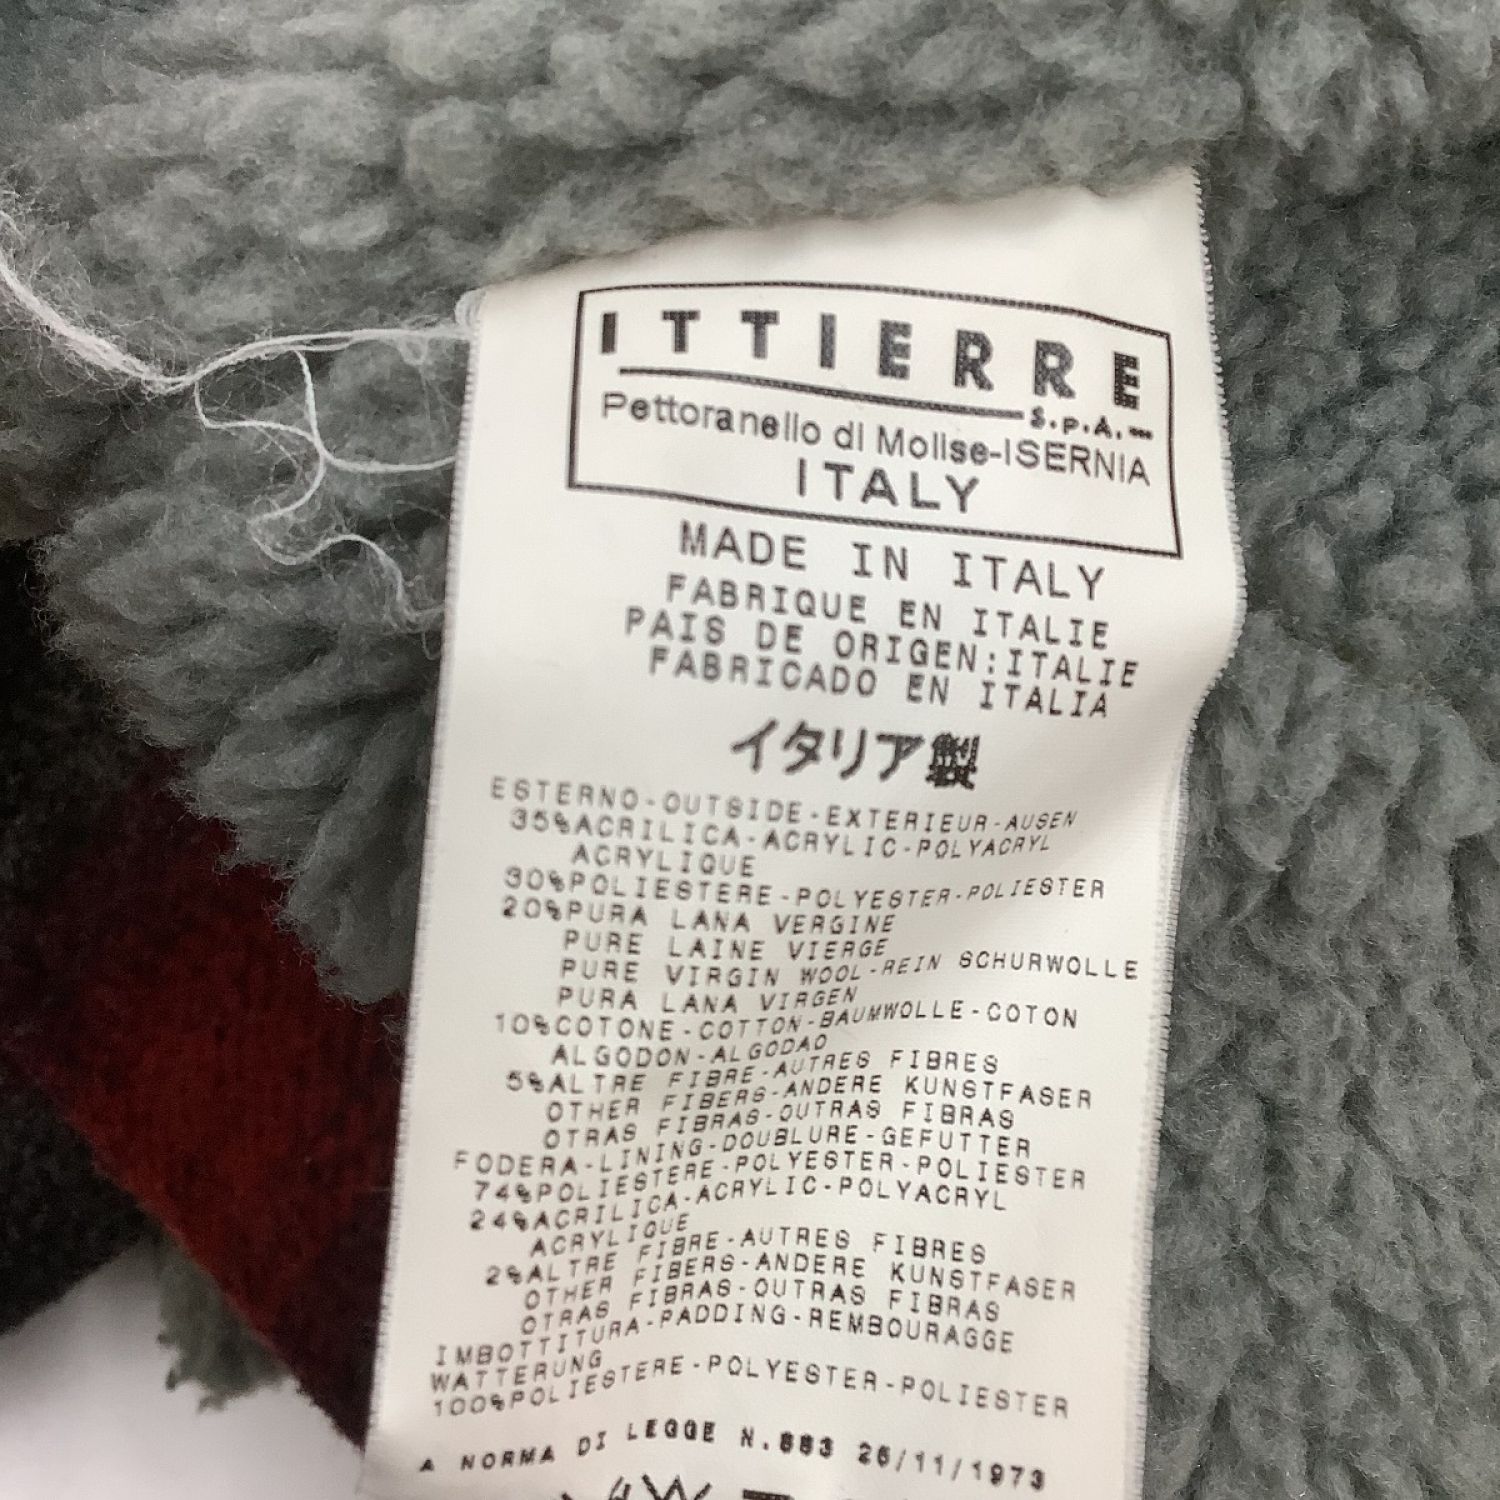 ITTIERRE
S.p.A.
Pettoranello di Molise-ISERNIA
ITALY
MADE IN ITALY
FABRIQUE EN ITALIE
PAIS DE ORIGEN:ITALIE
FABRICADO EN ITALIA
イタリア製
ESTERNO-OUTSIDE-EXTERIEUR-AUSEN
35%ACRILICA-ACRYLIC-POLYACRYL
ACRYLIQUE
30%POLIESTERE-POLYESTER-POLIESTER
20%PURA LANA VERGINE
PURE LAINE VIERGE
PURE VIRGIN WOOL-REIN SCHURWOLLE
PURA LANA VIRGEN
10%COTONE-COTTON-BAUMWOLLE-COTON
ALGODON-ALGODAO
5%ALTRE FIBRE-AUTRES FIBRES
OTHER FIBERS-ANDERE KUNSTFASER
OTRAS FIBRAS-OUTRAS FIBRAS
FODERA-LINING-DOUBLURE-GEFUTTER
74%POLIESTERE-POLYESTER-POLIESTER
24%ACRILICA-ACRYLIC-POLYACRYL
ACRYLIQUE
2%ALTRE FIBRE-AUTRES FIBRES
OTHER FIBERS-ANDERE KUNSTFASER
OTRAS FIBRAS-OUTRAS FIBRAS
IMBOTTITURA-PADDING-REMBOURAGGE
WATTERUNG
100%POLIESTERE-POLYESTER-POLIESTER
A NORMA DI LEGGE N.883 26/11/1973